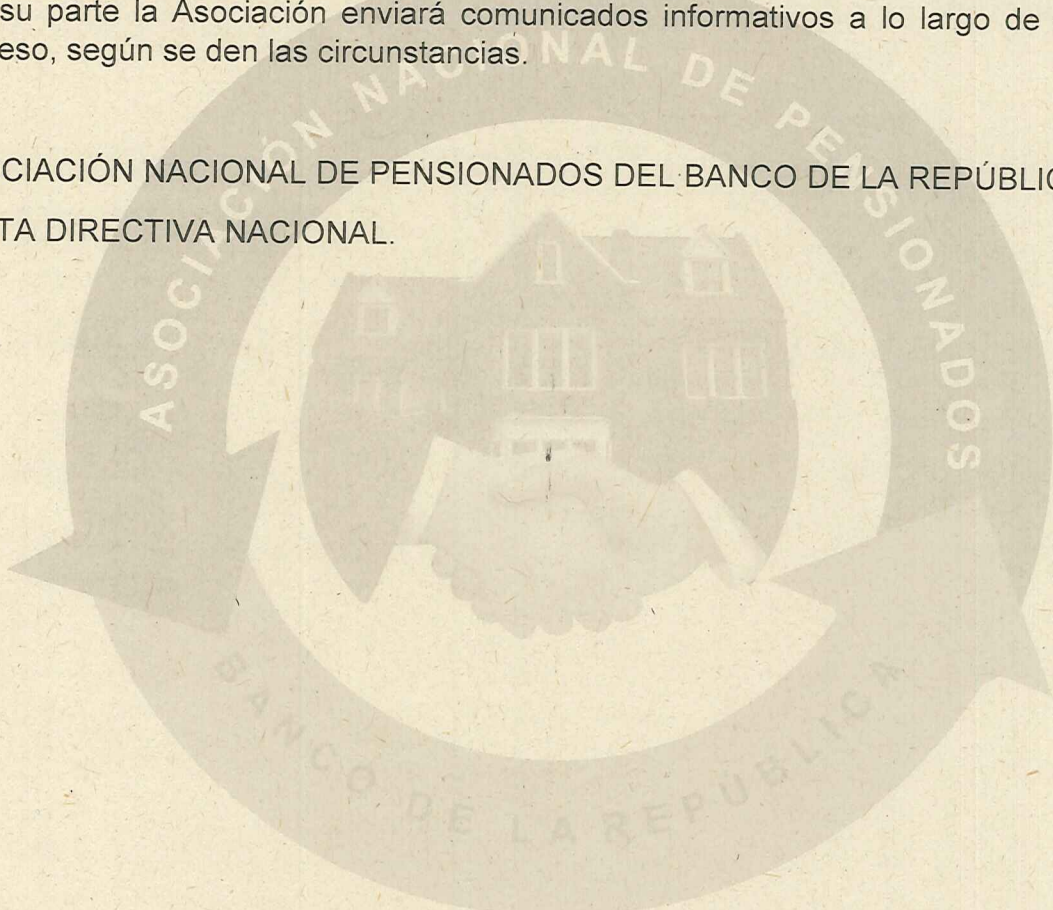 su parte la Asociación enviará comunicados informativos a lo largo de
eso, según se den las circunstancias.
CIACIÓN NACIONAL DE PENSIONADOS DEL BANCO DE LA REPÚBLIC
TA DIRECTIVA NACIONAL.
ASOCIACIÓN NACIONAL DE PENSIONADOS
BANCO DE LA REPUBLICA